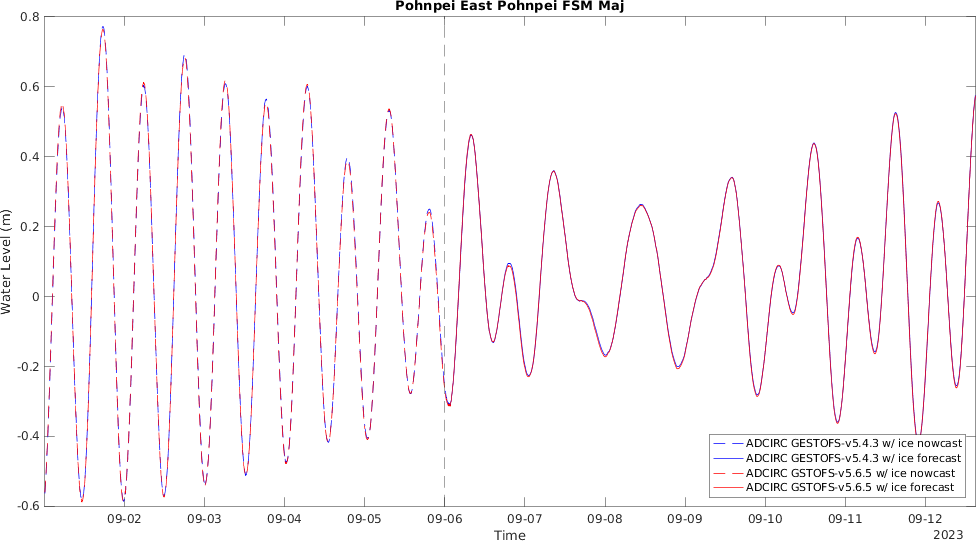 Pohnpei East Pohnpei FSM Maj
Water Level (m)
0.8
0.6
0.4
0.2
0
-0.2
-0.4
-0.6
09-02 09-03 09-04 09-05 09-06 09-07 09-08 09-09 09-10 09-11 09-12
Time
2023
ADCIRC GESTOFS-v5.4.3 w/ ice nowcast
ADCIRC GESTOFS-v5.4.3 w/ ice forecast
ADCIRC GSTOFS-v5.6.5 w/ ice nowcast
ADCIRC GSTOFS-v5.6.5 w/ ice forecast